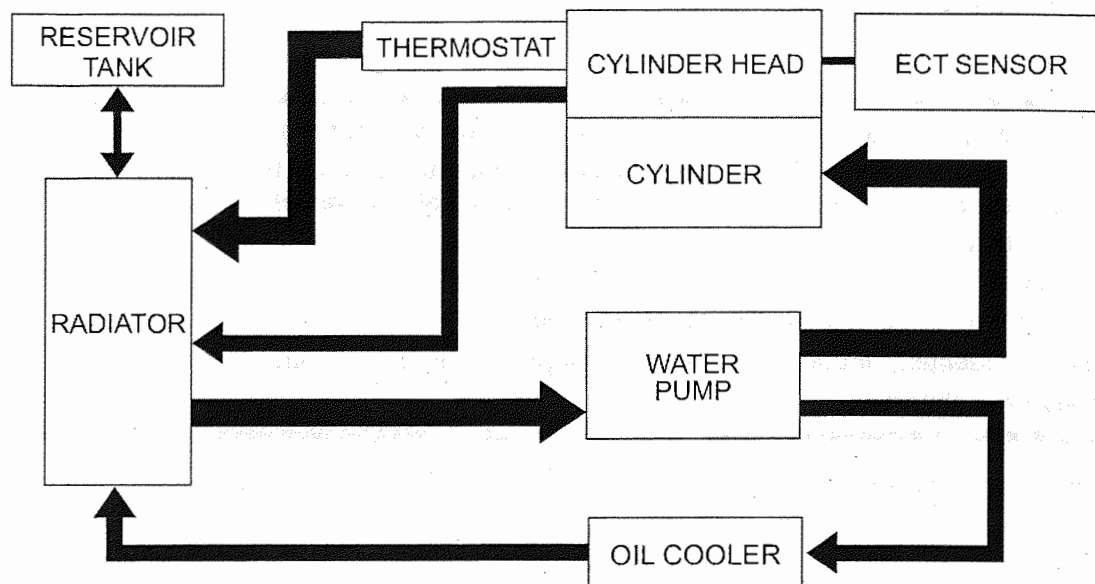 RESERVOIR
TANK
THERMOSTAT
CYLINDER HEAD
ECT SENSOR
CYLINDER
RADIATOR
WATER
PUMP
OIL COOLER